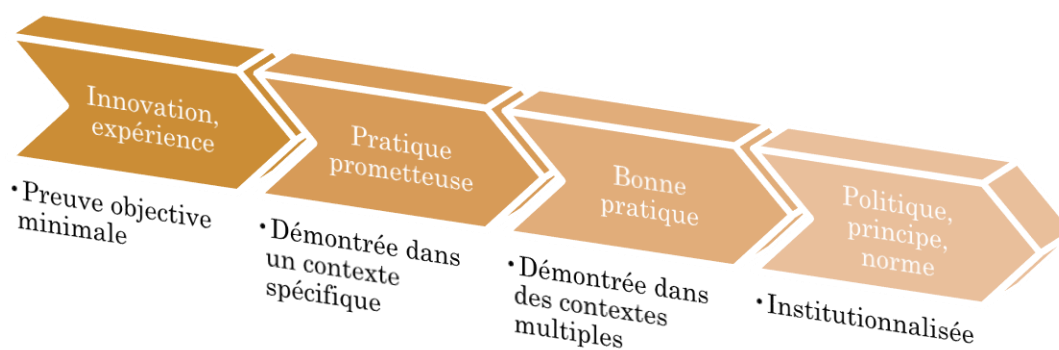 Innovation,
expérience
• Preuve objective
minimale
Pratique
prometteuse
• Démontrée dans
un contexte
spécifique
Bonne
pratique
• Démontrée dans
des contextes
multiples
Politique,
principe,
norme
• Institutionnalisée